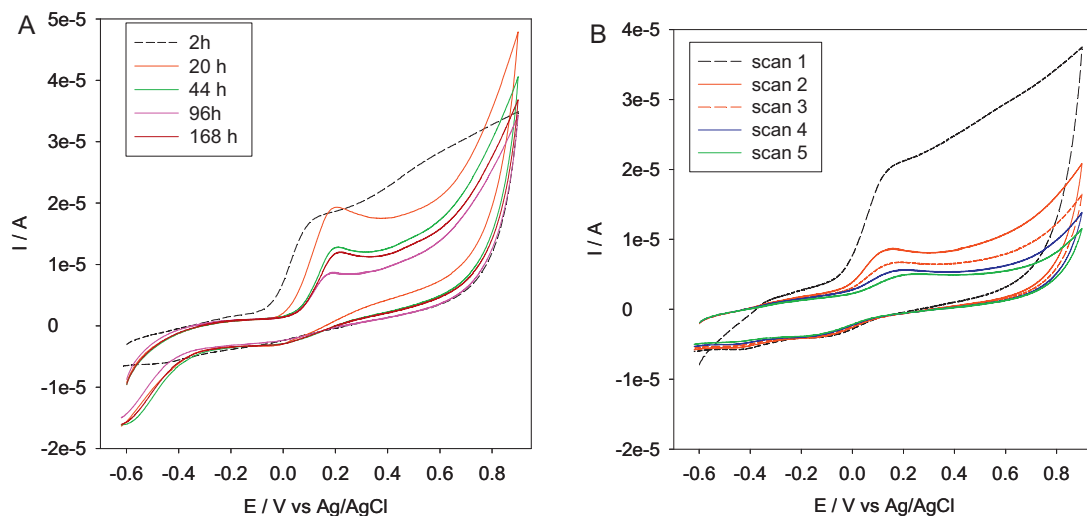 A
5e-5
4e-5
3e-5
2e-5
1e-5
0
-1e-5
-2e-5
I / A
2h
20 h
44 h
96h
168 h
-0.6 -0.4 -0.2 0.0 0.2 0.4 0.6 0.8
E / V vs Ag/AgCl
B
4e-5
3e-5
2e-5
1e-5
0
-1e-5
-2e-5
I / A
scan 1
scan 2
scan 3
scan 4
scan 5
-0.6 -0.4 -0.2 0.0 0.2 0.4 0.6 0.8
E / V vs Ag/AgCl